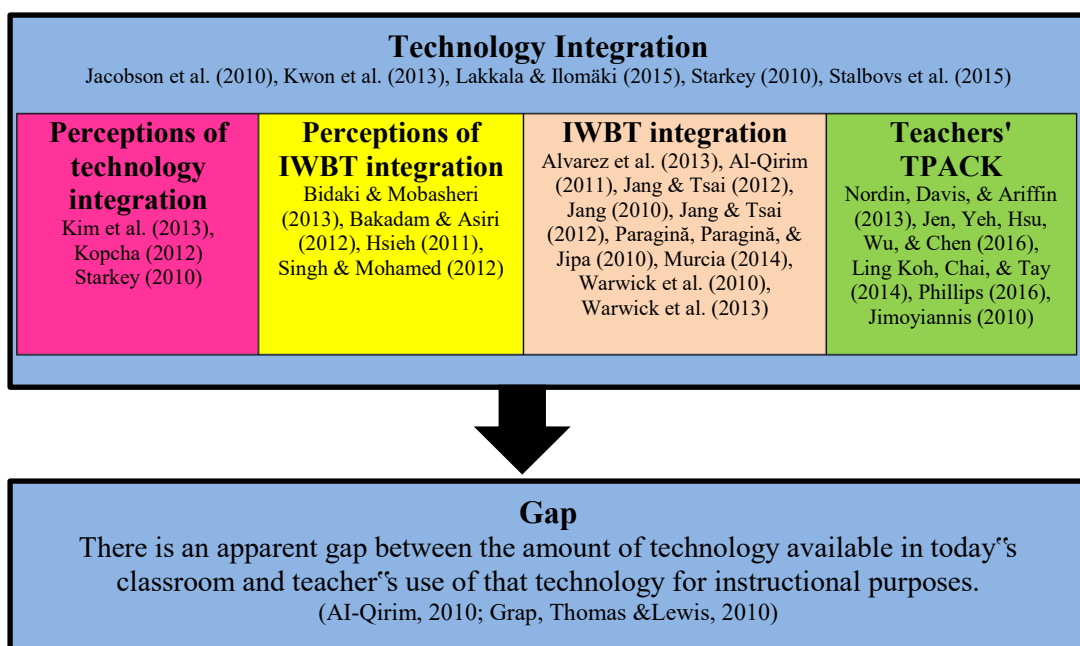 Technology Integration
Jacobson et al. (2010), Kwon et al. (2013), Lakkala & Ilomäki (2015), Starkey (2010), Stalbovs et al. (2015)
Perceptions of
technology
integration
Kim et al. (2013),
Kopcha (2012)
Starkey (2010)
Perceptions of
IWBT integration
Bidaki & Mobasheri
(2013), Bakadam & Asiri
(2012), Hsieh (2011),
Singh & Mohamed (2012)
IWBT integration
Alvarez et al. (2013), Al-Qirim
(2011), Jang & Tsai (2012),
Jang (2010), Jang & Tsai
(2012), Paragină, Paragină, &
Jipa (2010), Murcia (2014),
Warwick et al. (2010),
Warwick et al. (2013)
Teachers'
TPACK
Nordin, Davis, & Ariffin
(2013), Jen, Yeh, Hsu,
Wu, & Chen (2016),
Ling Koh, Chai, & Tay
(2014), Phillips (2016),
Jimoyiannis (2010)
Gap
There is an apparent gap between the amount of technology available in today‟s
classroom and teacher‟s use of that technology for instructional purposes.
(AI-Qirim, 2010; Grap, Thomas &Lewis, 2010)